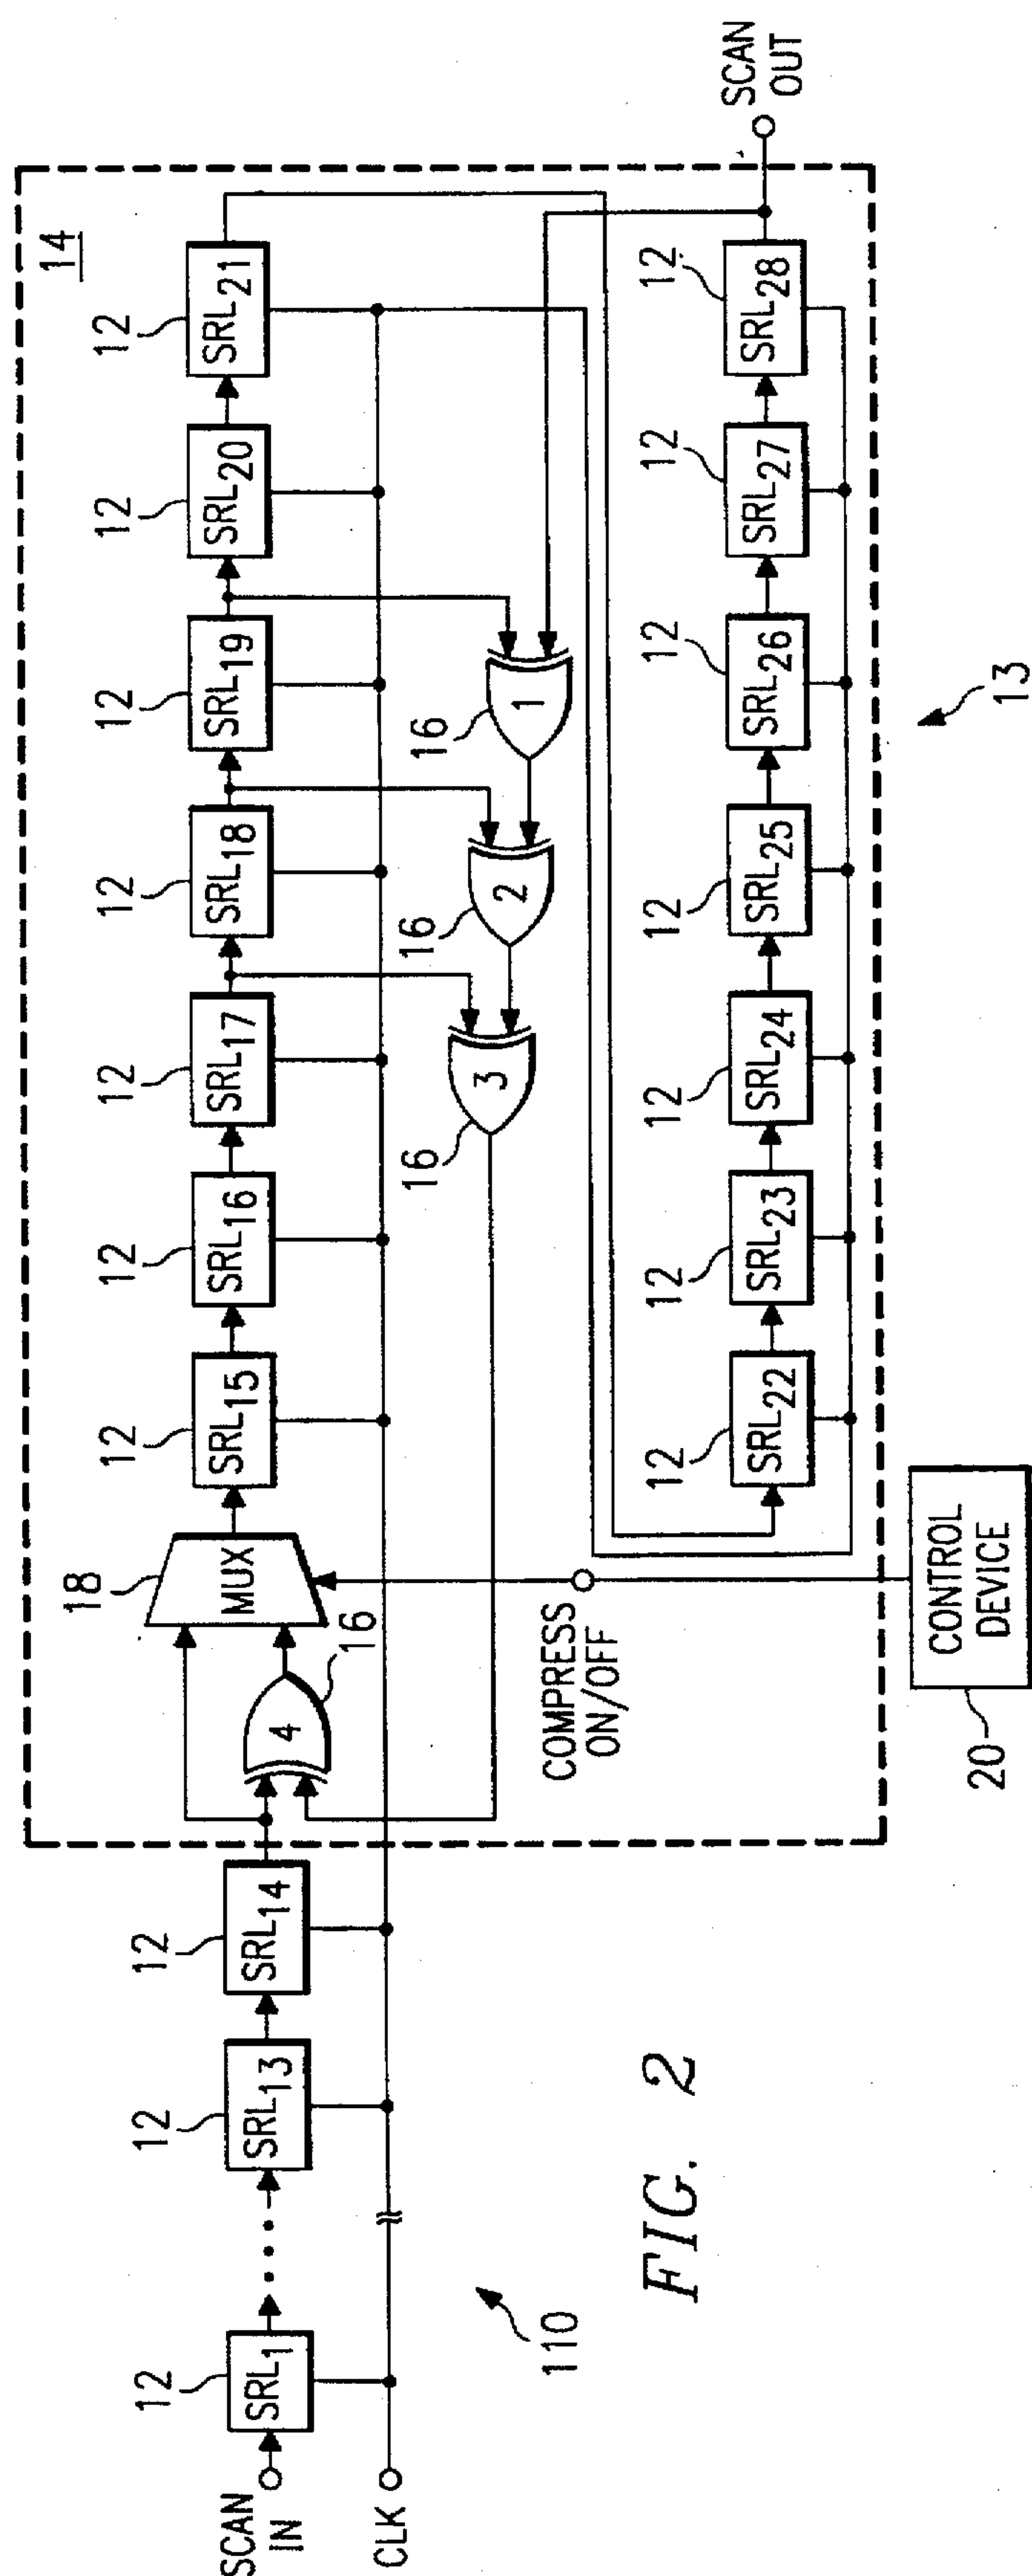 14
12
12
12
12
12
12
12
SRL15
SRL16
SRL17
SRL18
SRL19
SRL20
SRL21
18
MUX
4
16
3
16
2
16
1
16
12
12
12
SCAN
IN
SRL1
SRL13
SRL14
CLK
110
COMPRESS
ON/OFF
12
12
12
12
12
12
12
SRL22
SRL23
SRL24
SRL25
SRL26
SRL27
SRL28
SCAN
OUT
CONTROL
DEVICE
20
13
FIG. 2